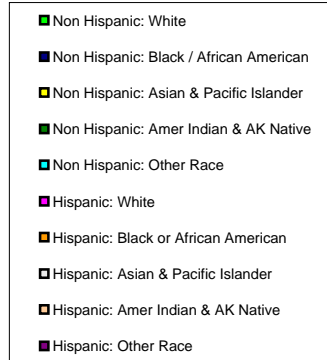 Non Hispanic: White
Non Hispanic: Black / African American
Non Hispanic: Asian & Pacific Islander
Non Hispanic: Amer Indian & AK Native
Non Hispanic: Other Race
Hispanic: White
Hispanic: Black or African American
Hispanic: Asian & Pacific Islander
Hispanic: Amer Indian & AK Native
Hispanic: Other Race